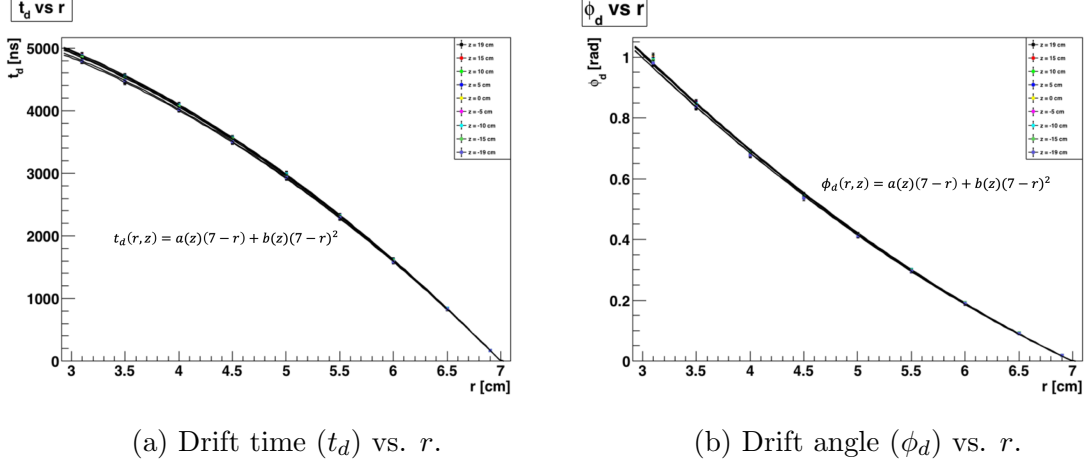 t_d vs r
t_d [ns]
5000
4000
3000
2000
1000
0
3 3.5 4 4.5 5 5.5 6 6.5 7
r [cm]
z = 19 cm
z = 15 cm
z = 10 cm
z = 5 cm
z = 0 cm
z = -5 cm
z = -10 cm
z = -15 cm
z = -19 cm
t_d(r, z) = a(z)(7 − r) + b(z)(7 − r)²
(a) Drift time (t_d) vs. r.
ϕ_d vs r
ϕ_d [rad]
1
0.8
0.6
0.4
0.2
0
3 3.5 4 4.5 5 5.5 6 6.5 7
r [cm]
z = 19 cm
z = 15 cm
z = 10 cm
z = 5 cm
z = 0 cm
z = -5 cm
z = -10 cm
z = -15 cm
z = -19 cm
ϕ_d(r, z) = a(z)(7 − r) + b(z)(7 − r)²
(b) Drift angle (ϕ_d) vs. r.